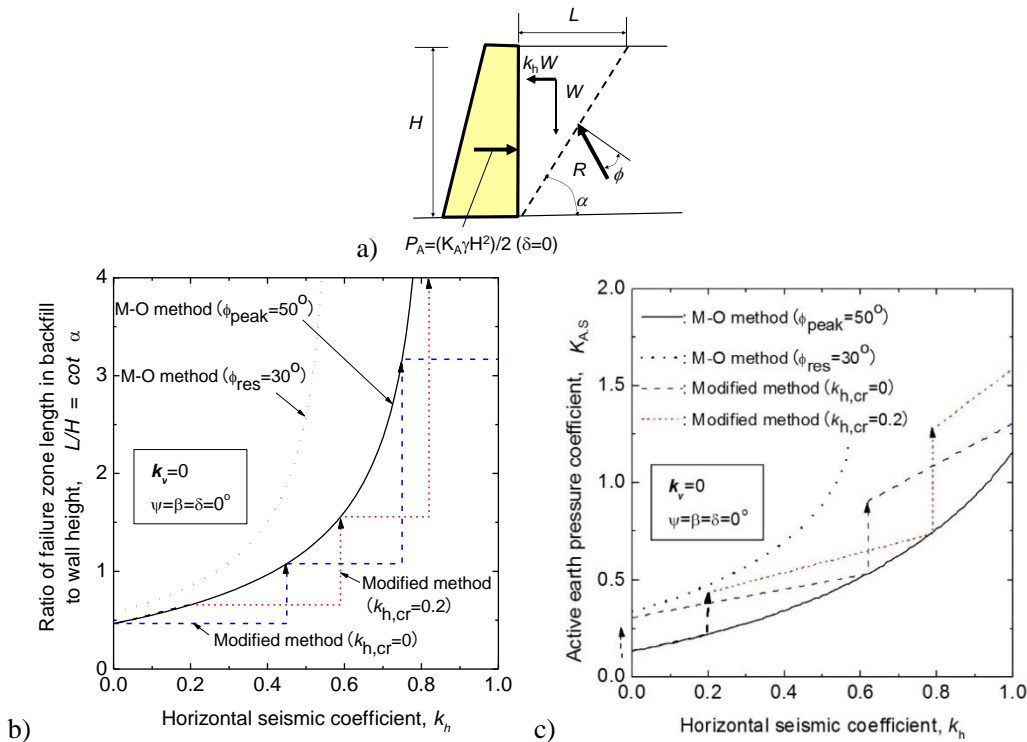 L
k_hW
W
H
R
ϕ
α
a) P_A=(K_AγH²)/2 (δ=0)
Ratio of failure zone length in backfill
to wall height, L/H = cot α
4
3
2
1
0
M-O method (ϕ_peak=50°)
M-O method (ϕ_res=30°)
k_v=0
ψ=β=δ=0°
Modified method
(k_h,cr=0.2)
Modified method (k_h,cr=0)
0.0 0.2 0.4 0.6 0.8 1.0
b) Horizontal seismic coefficient, k_h
Active earth pressure coefficient, K_A.S
2.0
1.5
1.0
0.5
0.0
: M-O method (ϕ_peak=50°)
: M-O method (ϕ_res=30°)
: Modified method (k_h,cr=0)
: Modified method (k_h,cr=0.2)
k_v=0
ψ=β=δ=0°
0.0 0.2 0.4 0.6 0.8 1.0
c) Horizontal seismic coefficient, k_h